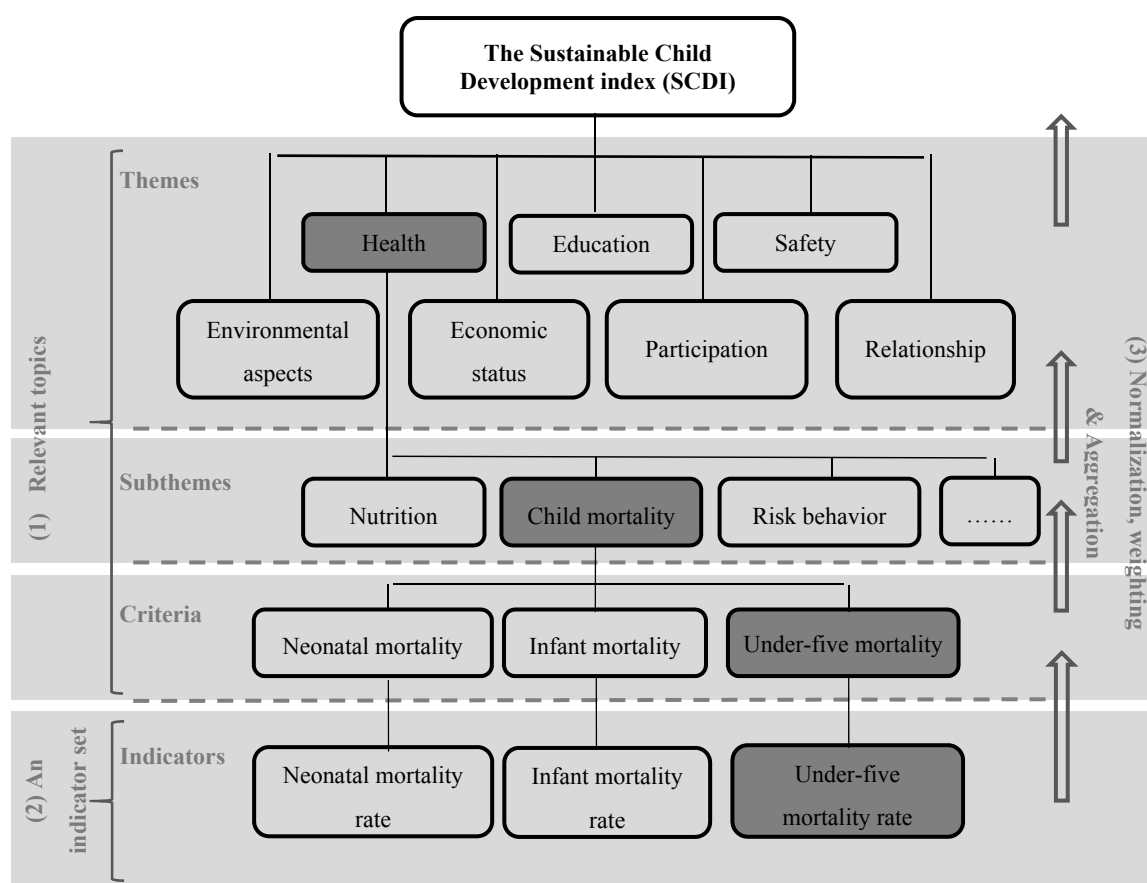 The Sustainable Child
Development index (SCDI)
Themes
Health
Education
Safety
Environmental
aspects
Economic
status
Participation
Relationship
(1) Relevant topics
Subthemes
Nutrition
Child mortality
Risk behavior
……
Criteria
Neonatal mortality
Infant mortality
Under-five mortality
(2) An
indicator set
Indicators
Neonatal mortality
rate
Infant mortality
rate
Under-five
mortality rate
(3) Normalization, weighting
& Aggregation